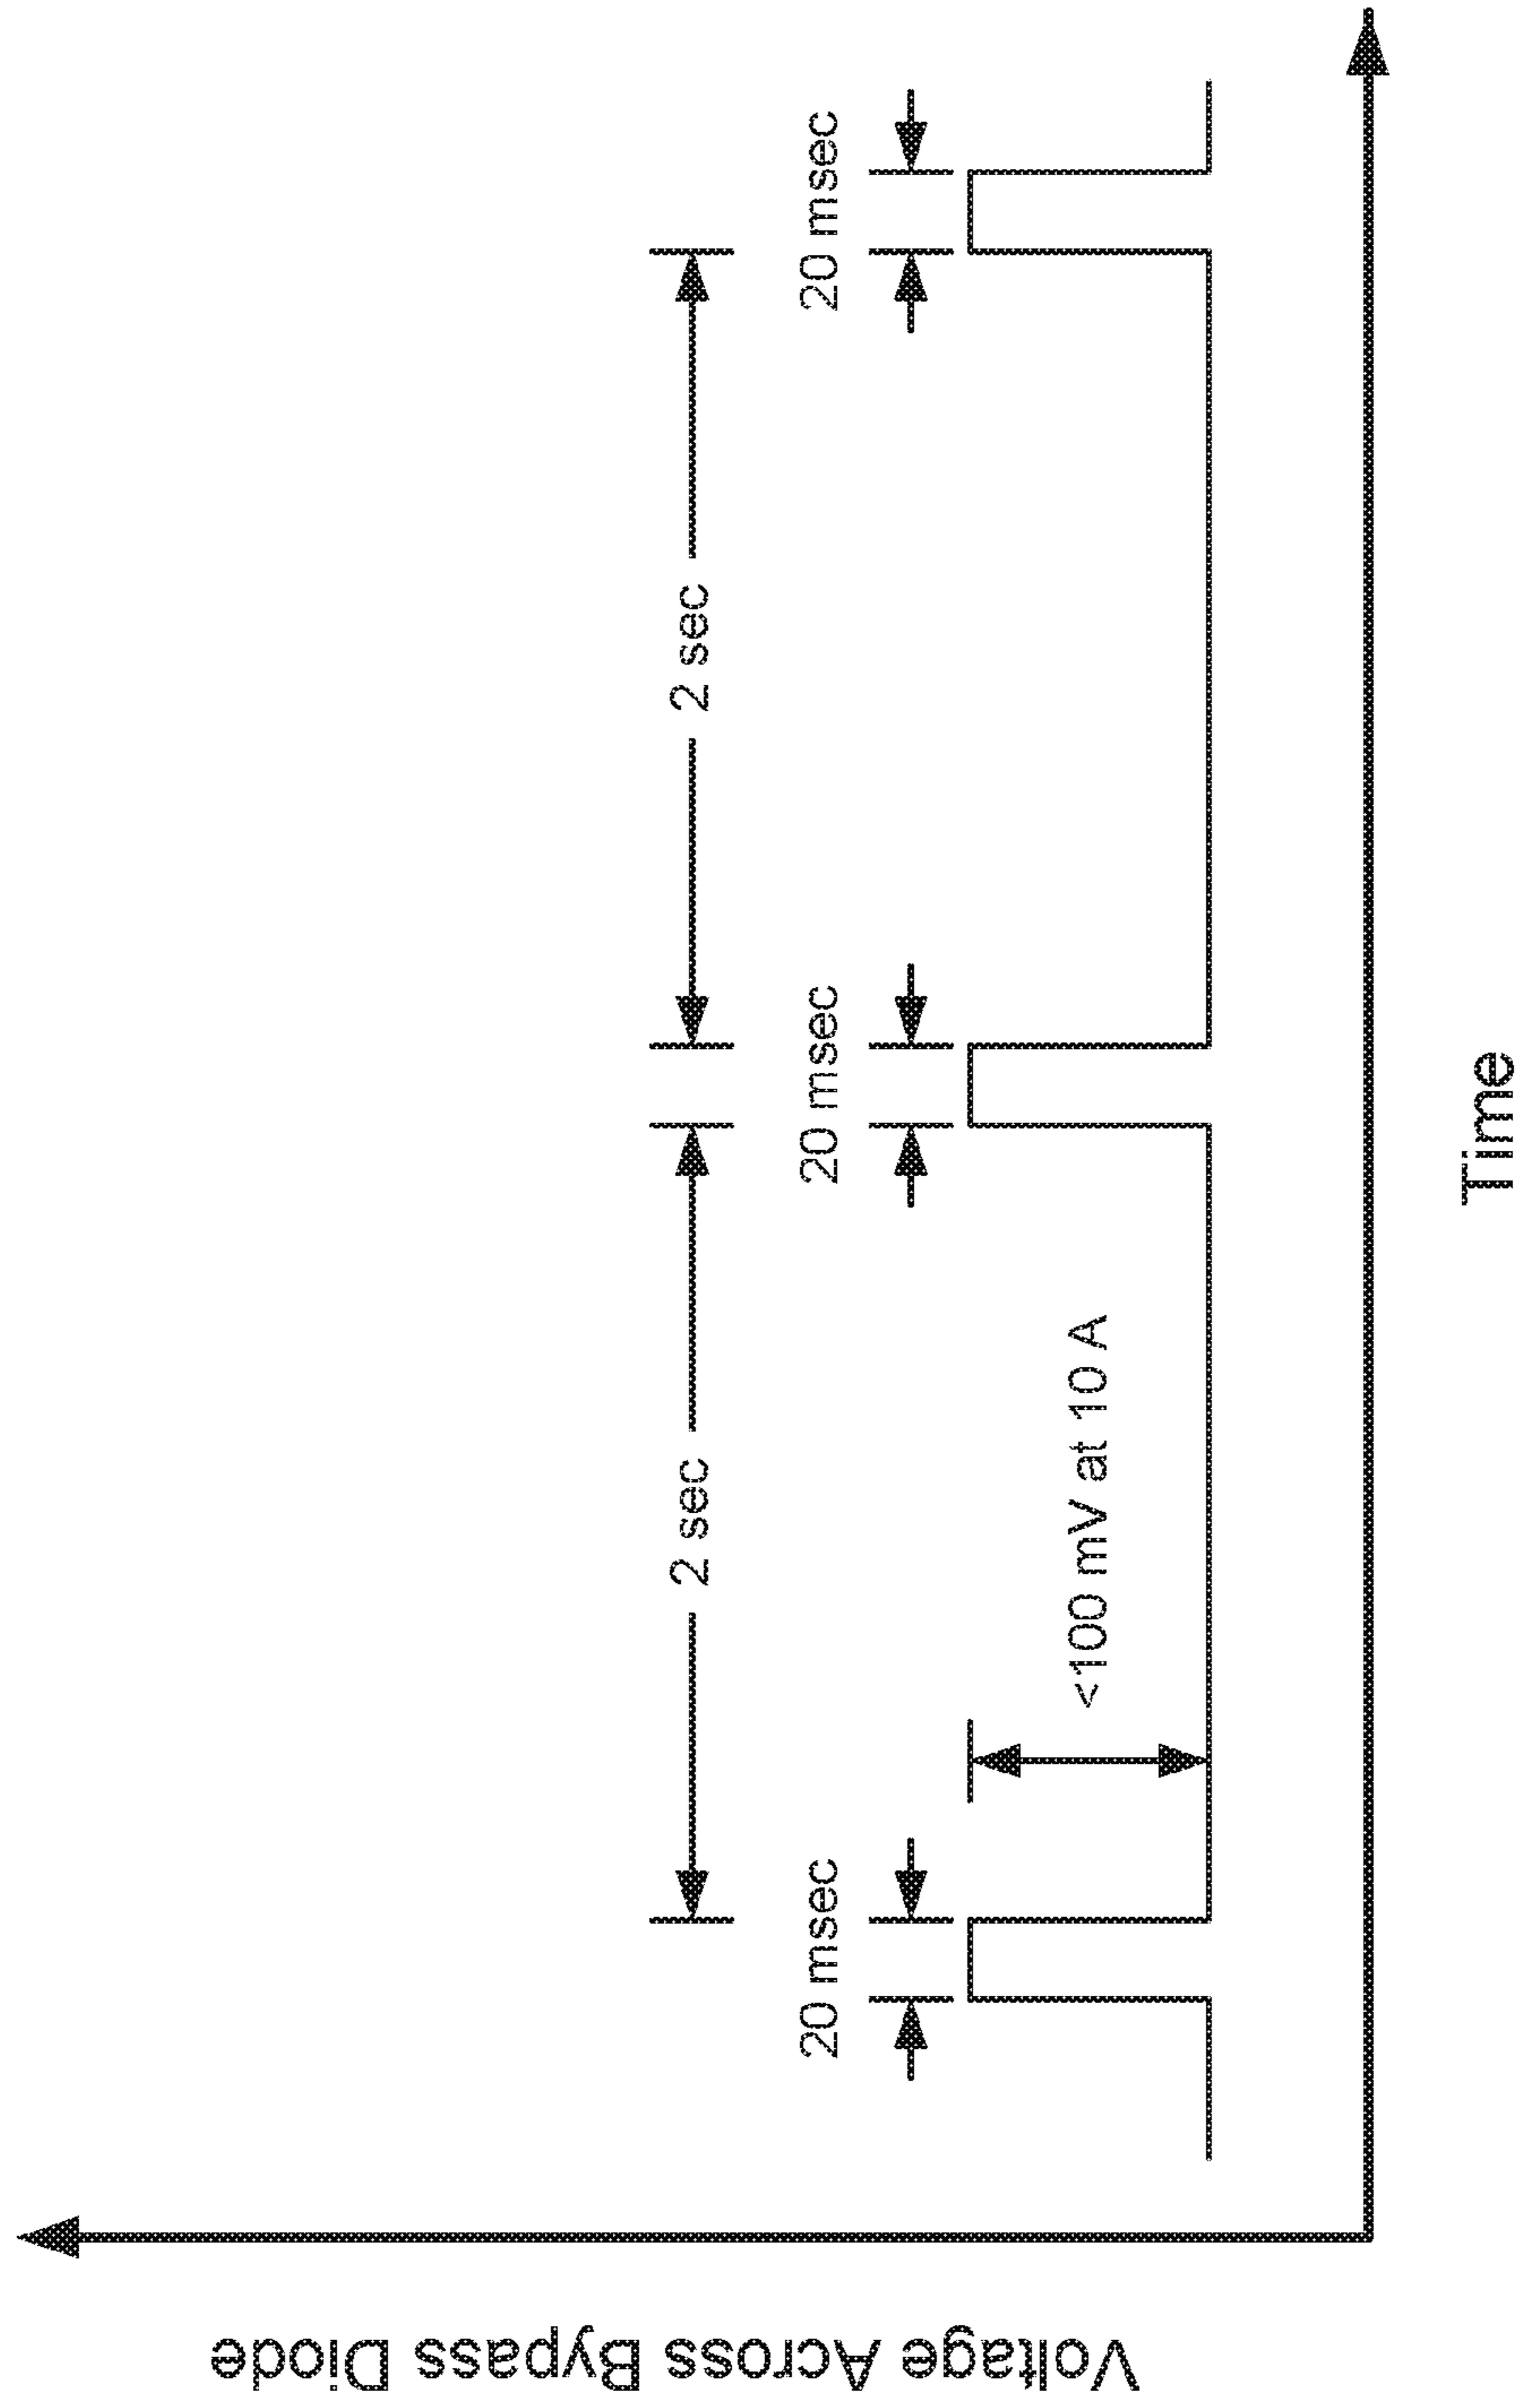 2 sec
2 sec
20 msec
20 msec
20 msec
<100 mV at 10 A
Voltage Across Bypass Diode
Time